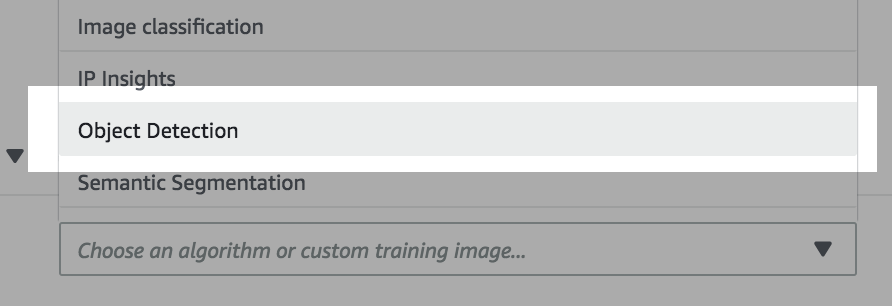 Image classification
IP Insights
Object Detection
Semantic Segmentation
Choose an algorithm or custom training image...